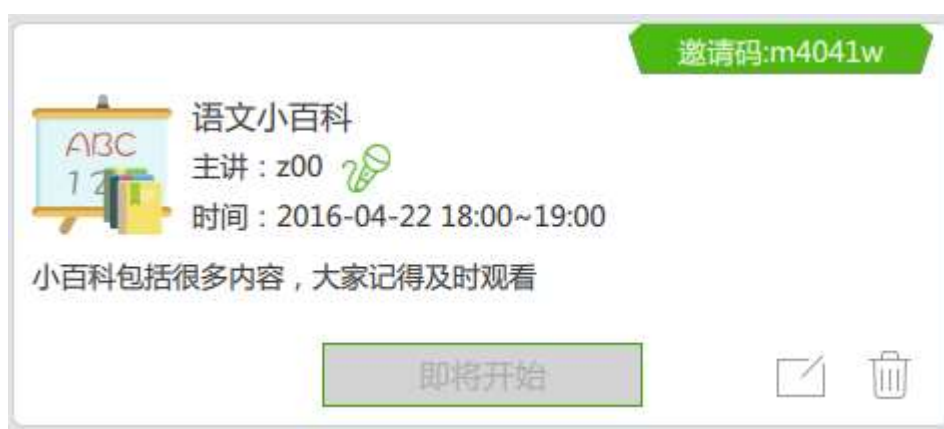 邀请码:m4041w
语文小百科
ABC
主讲：z00
12
时间：2016-04-22 18:00~19:00
小百科包括很多内容，大家记得及时观看
即将开始